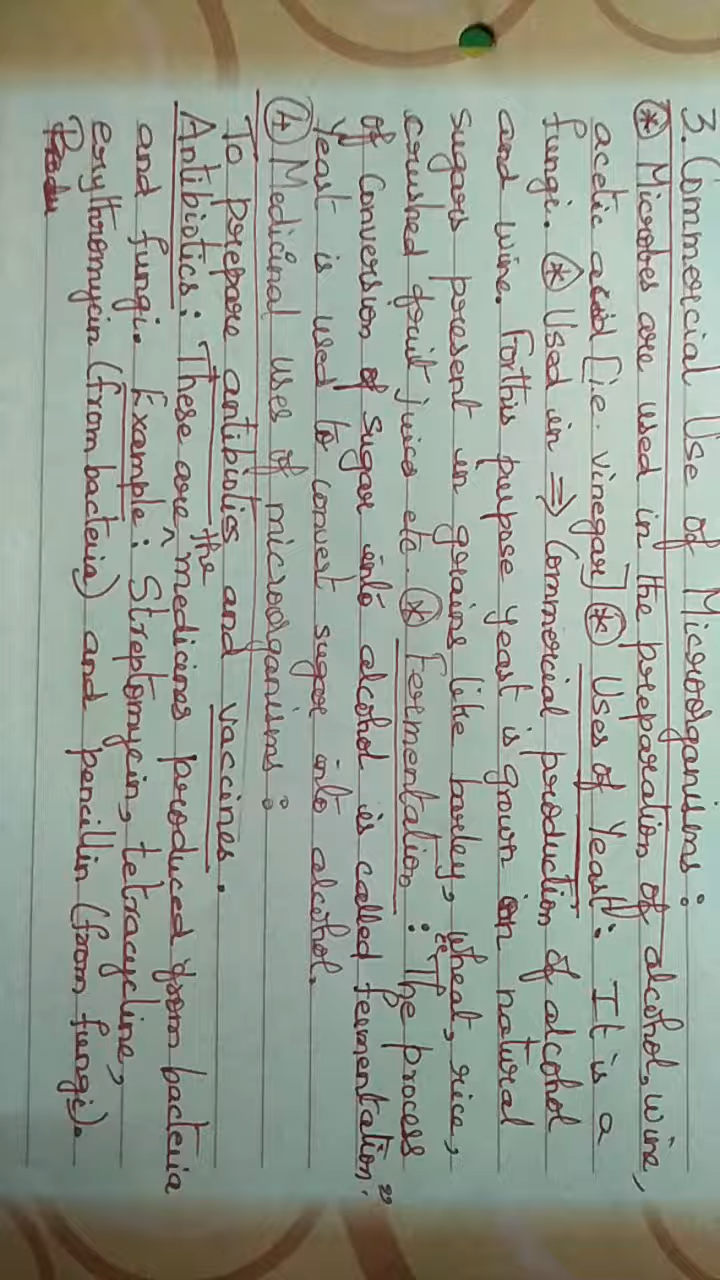 3. Commercial Use of Microorganisms:
(*) Microbes are used in the preparation of alcohol, wine,
acetic acid [i.e. vinegar] (*) Uses of Yeast: It is a
fungi. (*) Used in ⇒ Commercial production of alcohol
and wine. For this purpose yeast is grown on natural
sugars present in grains like barley, wheat, rice,
crushed fruit juice etc. (*) Fermentation : "The process
of Conversion of Sugar into alcohol is called fermentation."
Yeast is used to convert sugar into alcohol.
(4) Medicinal uses of microorganisms:
To prepare antibiotics and vaccines.
Antibiotics: These are ^the medicines produced from bacteria
and fungi. Example: Streptomycin, tetracycline,
erythromycin (from bacteria) and pencillin (from fungi).